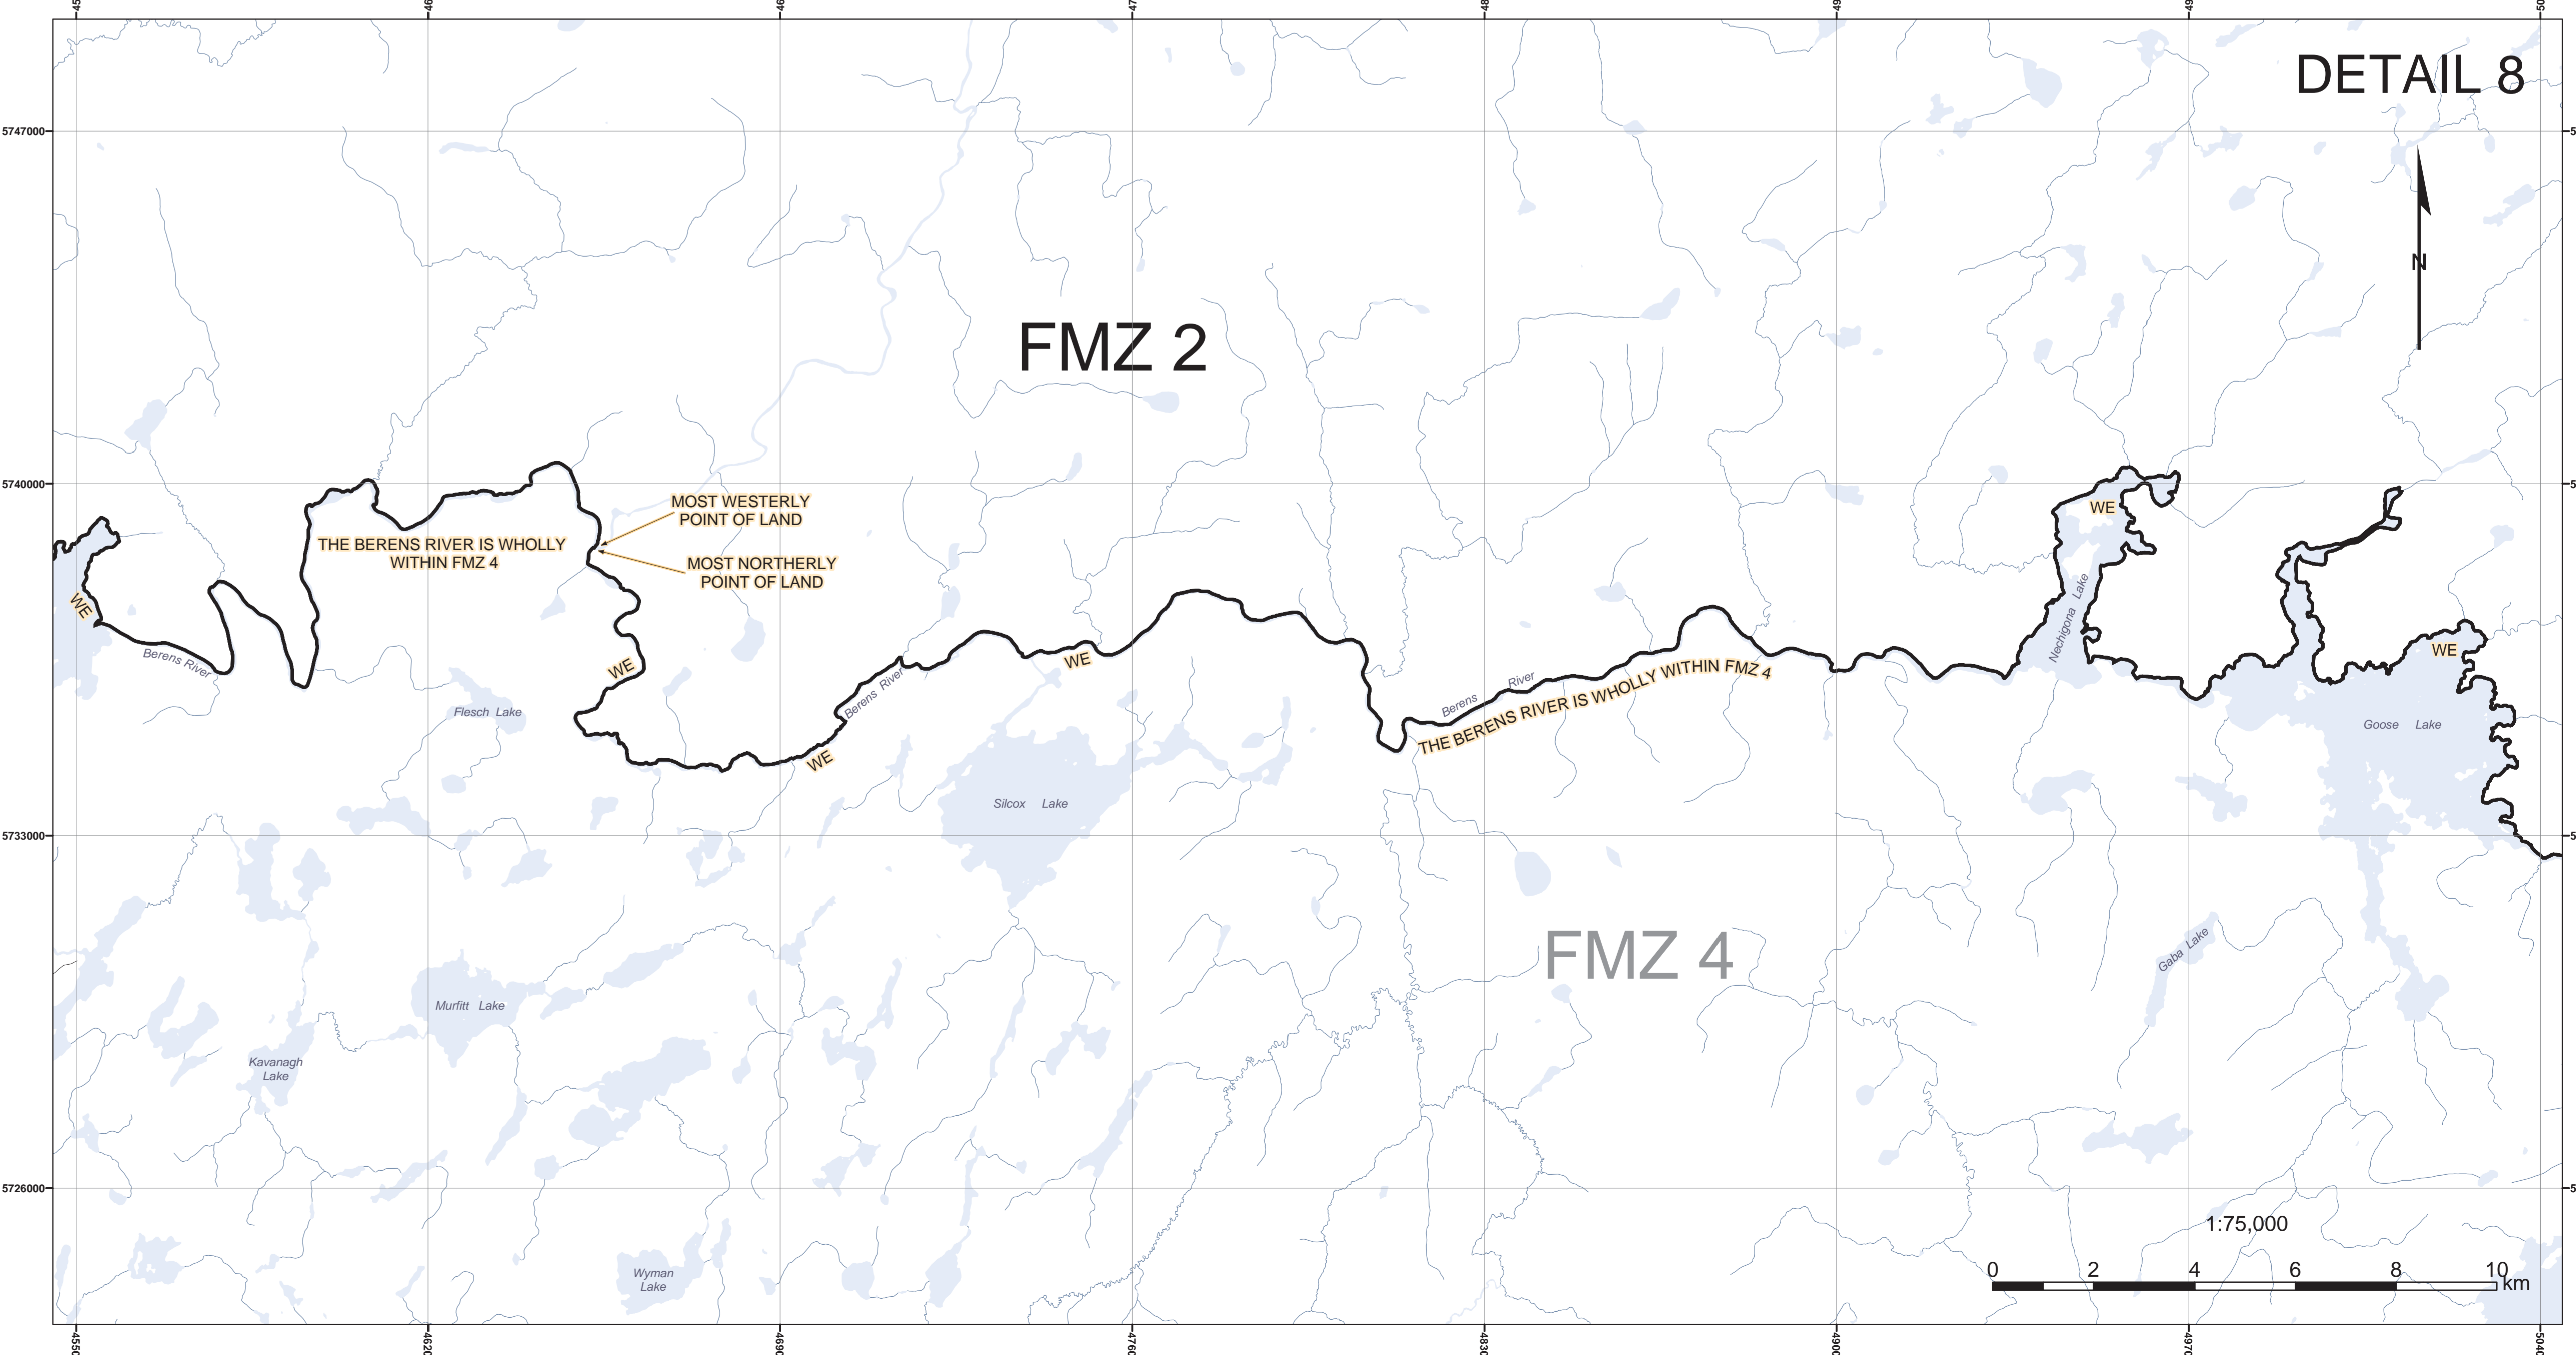 DETAIL 8
5747000
N
FMZ 2
5740000
MOST WESTERLY
POINT OF LAND
WE
THE BERENS RIVER IS WHOLLY
WITHIN FMZ 4
MOST NORTHERLY
POINT OF LAND
WE
Nechigona Lake
Berens River
WE
WE
WE
Berens River
Berens River
THE BERENS RIVER IS WHOLLY WITHIN FMZ 4
Flesch Lake
Goose Lake
WE
Silcox Lake
5733000
FMZ 4
Gaba Lake
Murfitt Lake
Kavanagh
Lake
5726000
1:75,000
Wyman
Lake
0 2 4 6 8 10 km